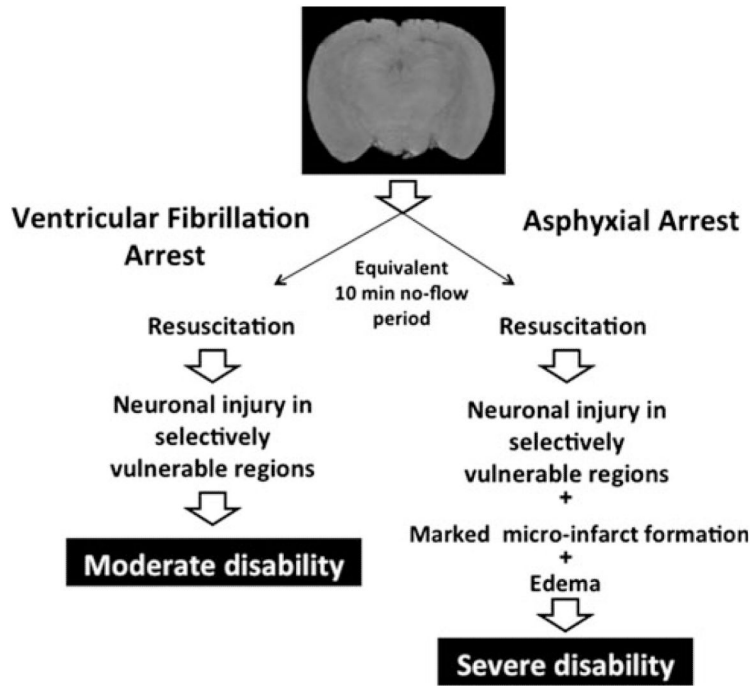 Ventricular Fibrillation
Arrest
Asphyxial Arrest
Equivalent
10 min no-flow
period
Resuscitation
Neuronal injury in
selectively
vulnerable regions
Moderate disability
Resuscitation
Neuronal injury in
selectively
vulnerable regions
+
Marked micro-infarct formation
+
Edema
Severe disability